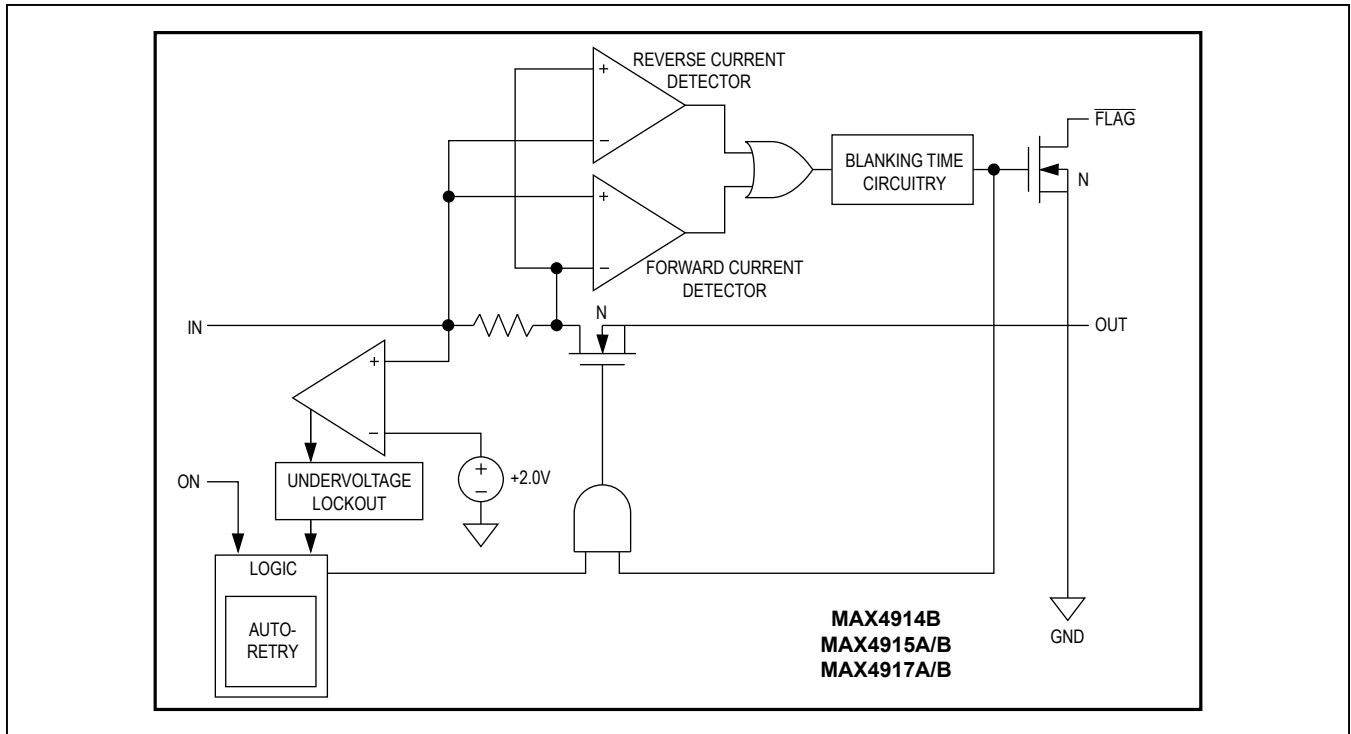 REVERSE CURRENT
DETECTOR
+
−
FLAG
BLANKING TIME
CIRCUITRY
N
+
−
FORWARD CURRENT
DETECTOR
IN
N
OUT
+
−
ON
UNDERVOLTAGE
LOCKOUT
+
−
+2.0V
LOGIC
AUTO-
RETRY
MAX4914B
MAX4915A/B
MAX4917A/B
GND